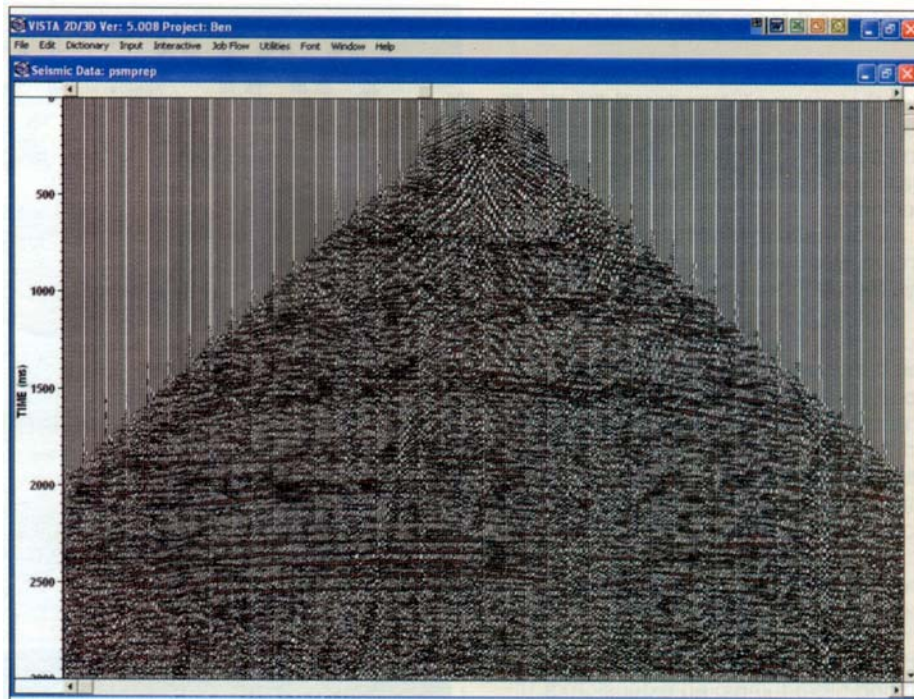 VISTA 2D/3D Ver: 5.008 Project: Ben
File Edit Dictionary Input Interactive Job Flow Utilities Font Window Help
Seismic Data: psmprep
0
500
1000
1500
2000
2500
TIME (ms)